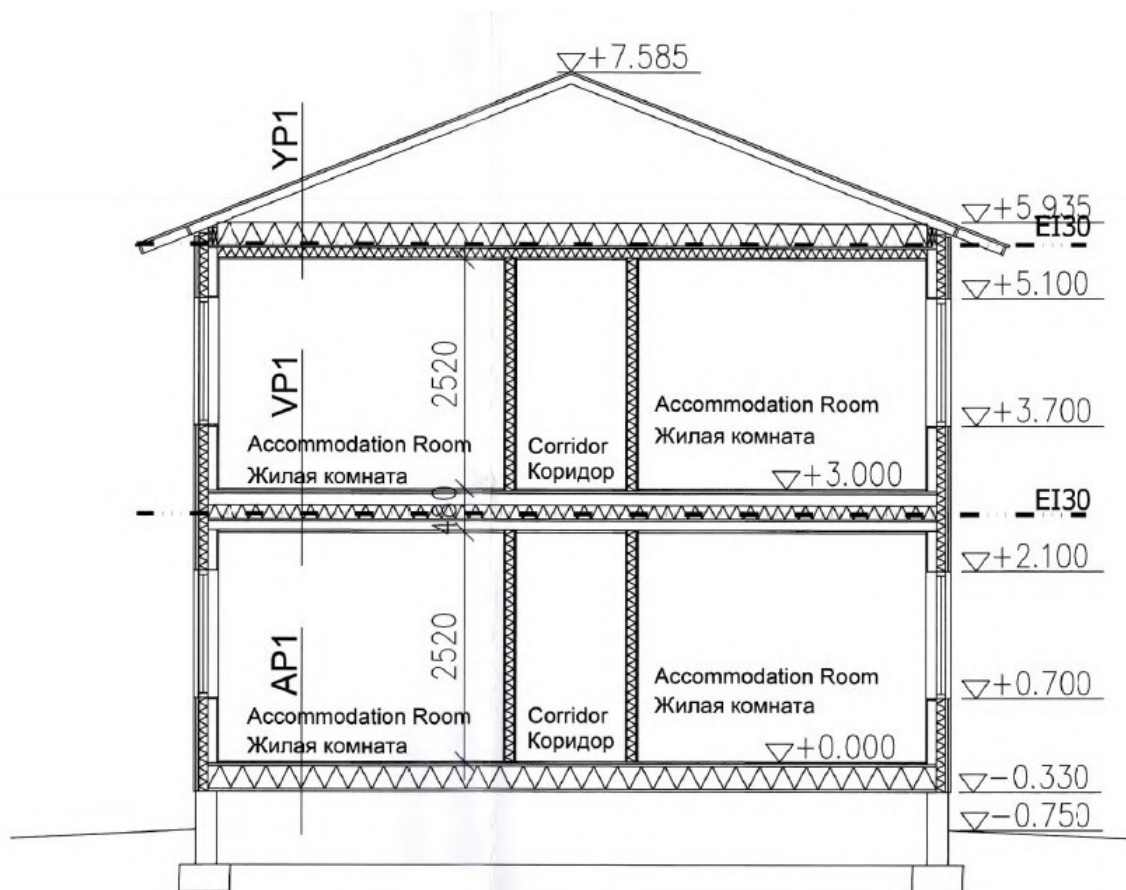 +7.585
YP1
+5.935
EI30
+5.100
2520
VP1
Accommodation Room
Жилая комната
+3.700
Accommodation Room
Жилая комната
Corridor
Коридор
+3.000
480
EI30
+2.100
2520
AP1
Accommodation Room
Жилая комната
+0.700
Accommodation Room
Жилая комната
Corridor
Коридор
+0.000
-0.330
-0.750